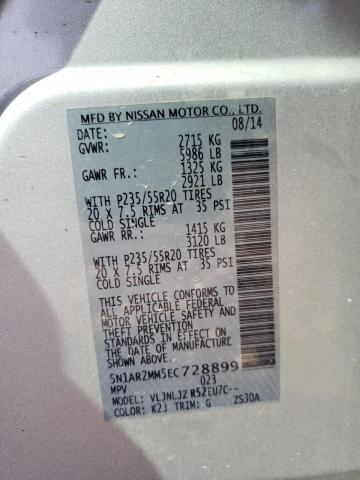 MFD BY NISSAN MOTOR CO., LTD.
DATE: 08/14
GVWR: 2715 KG
5986 LB
GAWR FR.: 1325 KG
2921 LB
WITH P235/55R20 TIRES
20 X 7.5 RIMS AT 35 PSI
COLD SINGLE
GAWR RR.: 1415 KG
3120 LB
WITH P235/55R20 TIRES
20 X 7.5 RIMS AT 35 PSI
COLD SINGLE
THIS VEHICLE CONFORMS TO
ALL APPLICABLE FEDERAL
MOTOR VEHICLE SAFETY AND
THEFT PREVENTION
STANDARDS IN EFFECT ON
THE DATE OF MANUFACTURE
SHOWN ABOVE.
5N1AR2MM5EC728899
MPV 023
MODEL: VLJNLJZ R52EU7C--
COLOR: K23 TRIM: G ZS30A